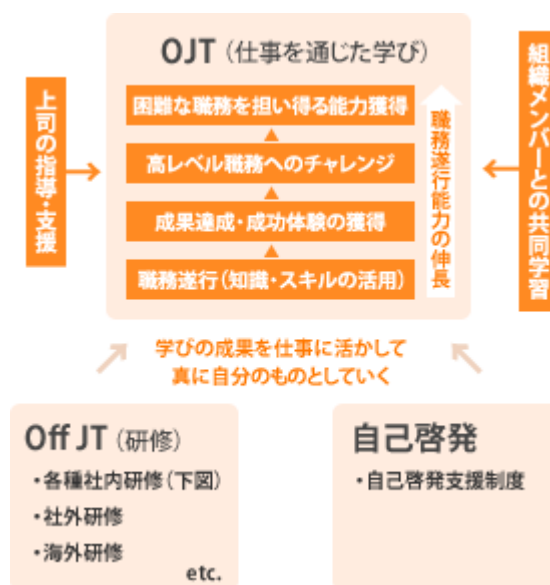 OJT（仕事を通じた学び）
上司の指導・支援
困難な職務を担い得る能力獲得
高レベル職務へのチャレンジ
成果達成・成功体験の獲得
職務遂行（知識・スキルの活用）
職務遂行能力の伸長
組織メンバーとの共同学習
学びの成果を仕事に活かして
真に自分のものとしていく
Off JT（研修）
・各種社内研修（下図）
・社外研修
・海外研修
etc.
自己啓発
・自己啓発支援制度